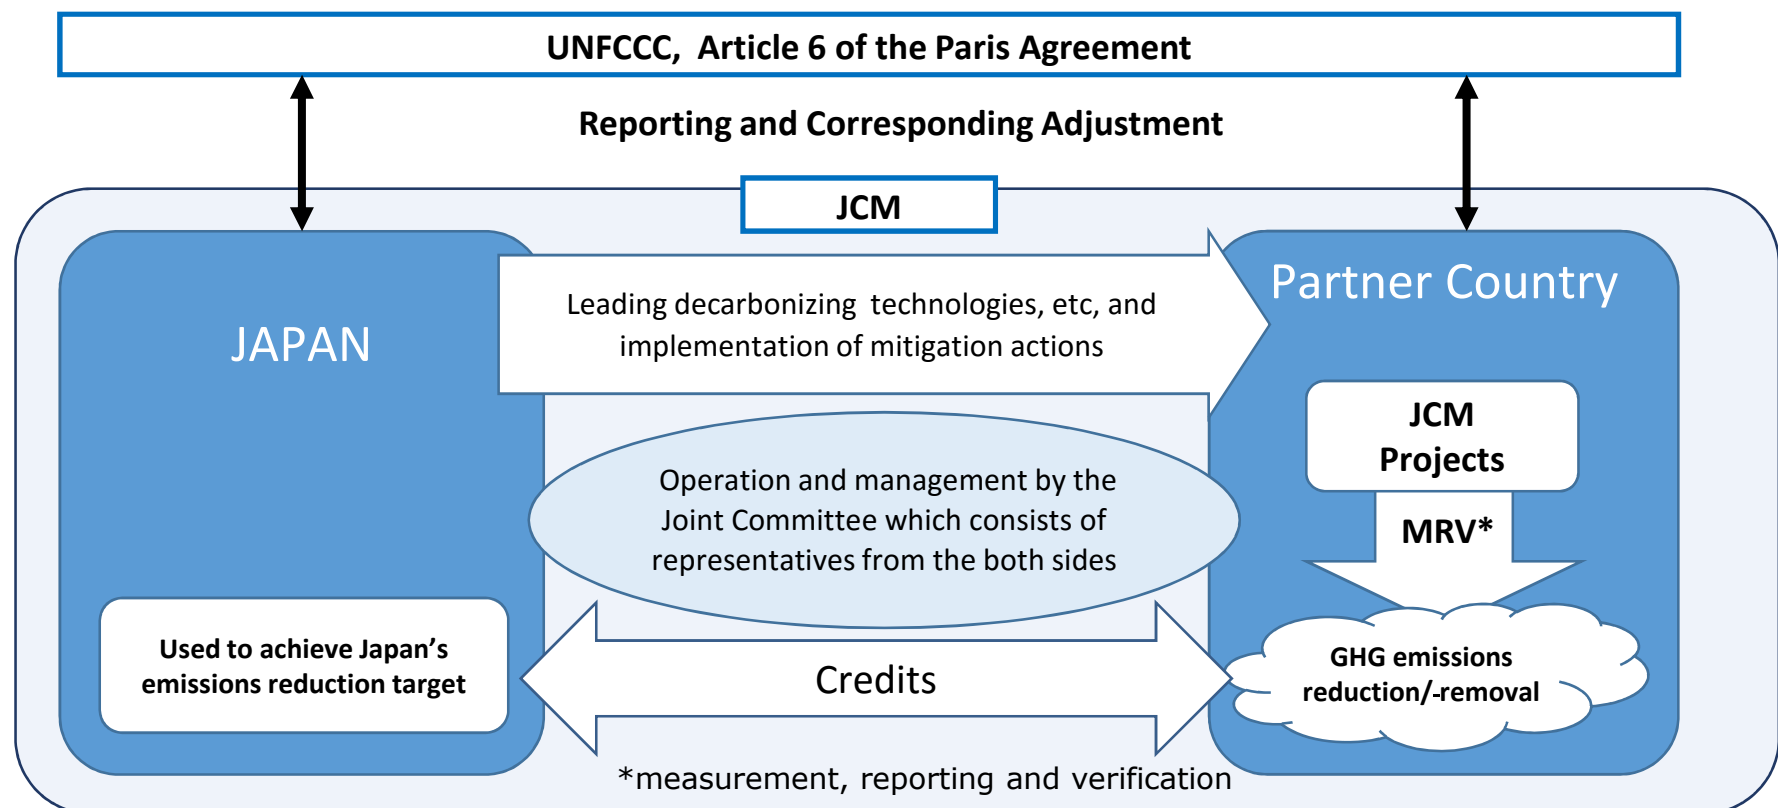 UNFCCC, Article 6 of the Paris Agreement
Reporting and Corresponding Adjustment
JCM
JAPAN
Leading decarbonizing technologies, etc, and
implementation of mitigation actions
Partner Country
JCM
Projects
MRV*
Operation and management by the
Joint Committee which consists of
representatives from the both sides
Used to achieve Japan’s
emissions reduction target
Credits
GHG emissions
reduction/-removal
*measurement, reporting and verification